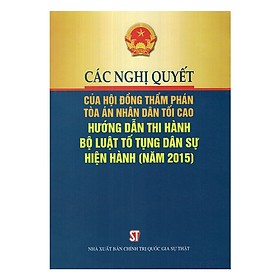 CÁC NGHỊ QUYẾT
CỦA HỘI ĐỒNG THẨM PHÁN
TÒA ÁN NHÂN DÂN TỐI CAO
HƯỚNG DẪN THI HÀNH
BỘ LUẬT TỐ TỤNG DÂN SỰ
HIỆN HÀNH (NĂM 2015)
ST
NHÀ XUẤT BẢN CHÍNH TRỊ QUỐC GIA SỰ THẬT